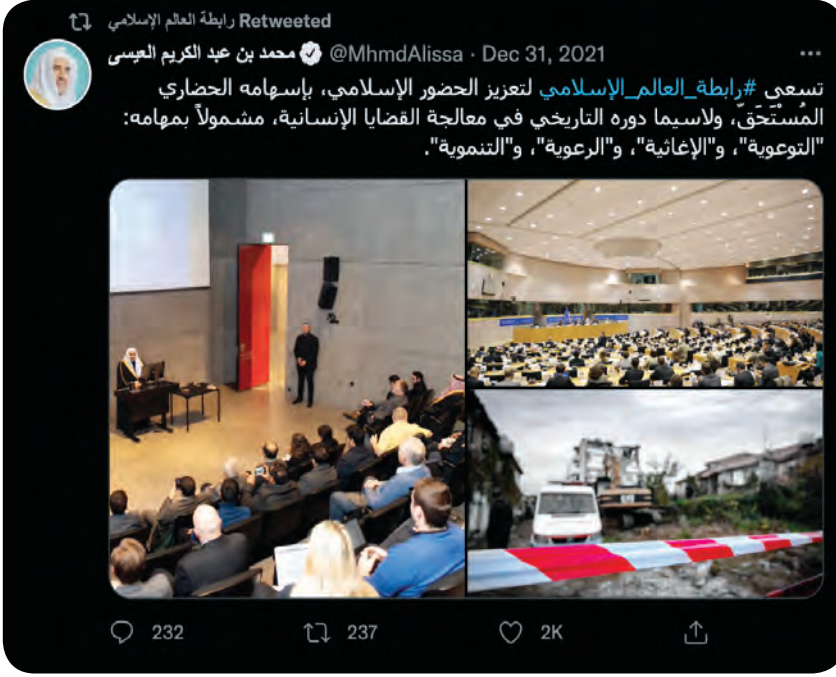 رابطة العالم الإسلامي Retweeted
محمد بن عبد الكريم العيسى @MhmdAlissa · Dec 31, 2021
تسعى #رابطة_العالم_الإسلامي لتعزيز الحضور الإسلامي، بإسهامه الحضاري
المُسْتَحَقّ، ولاسيما دوره التاريخي في معالجة القضايا الإنسانية، مشمولاً بمهامه:
"التوعوية"، و"الإغاثية"، و"الرعوية"، و"التنموية".
232 237 2K